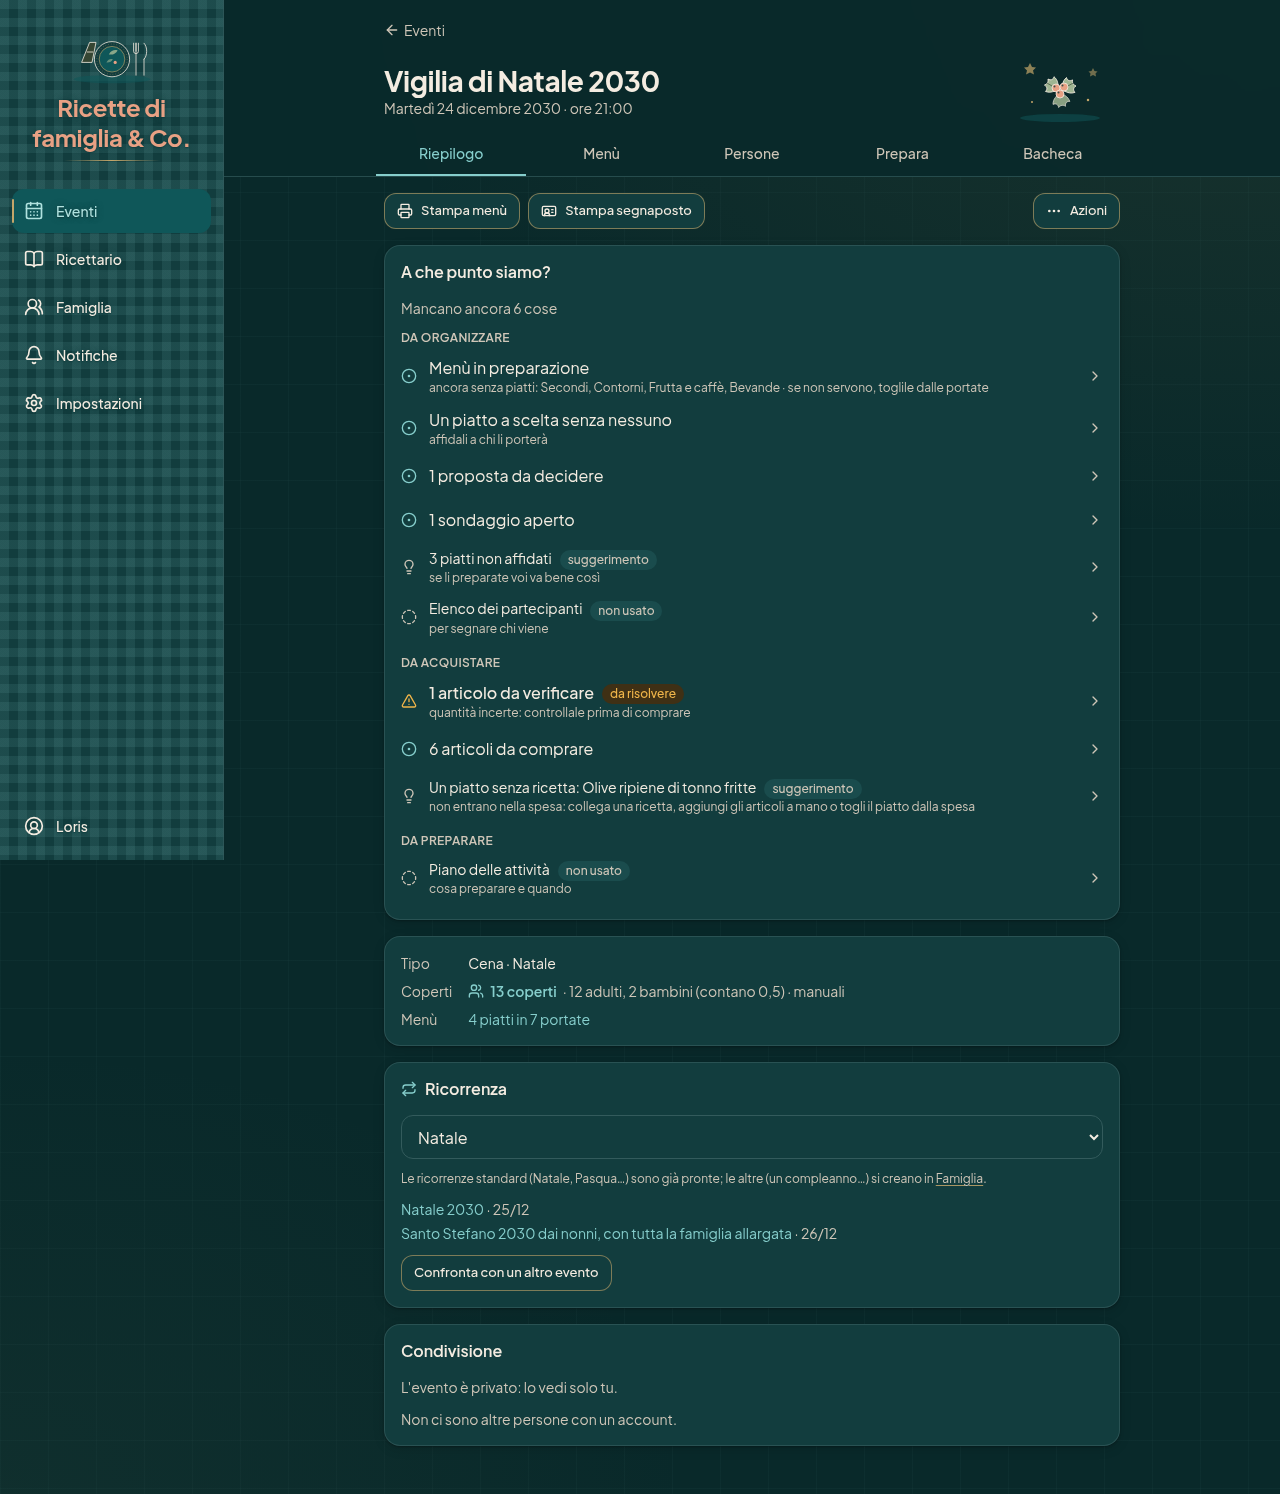 Ricette di
famiglia & Co.
Eventi
Ricettario
Famiglia
Notifiche
Impostazioni
Loris
Eventi
Vigilia di Natale 2030
Martedì 24 dicembre 2030 · ore 21:00
Riepilogo Menù Persone Prepara Bacheca
Stampa menù Stampa segnaposto Azioni
A che punto siamo?
Mancano ancora 6 cose
DA ORGANIZZARE
Menù in preparazione
ancora senza piatti: Secondi, Contorni, Frutta e caffè, Bevande · se non servono, toglile dalle portate
Un piatto a scelta senza nessuno
affidali a chi li porterà
1 proposta da decidere
1 sondaggio aperto
3 piatti non affidati suggerimento
se li preparate voi va bene così
Elenco dei partecipanti non usato
per segnare chi viene
DA ACQUISTARE
1 articolo da verificare da risolvere
quantità incerte: controllale prima di comprare
6 articoli da comprare
Un piatto senza ricetta: Olive ripiene di tonno fritte suggerimento
non entrano nella spesa: collega una ricetta, aggiungi gli articoli a mano o togli il piatto dalla spesa
DA PREPARARE
Piano delle attività non usato
cosa preparare e quando
Tipo Cena · Natale
Coperti 13 coperti · 12 adulti, 2 bambini (contano 0,5) · manuali
Menù 4 piatti in 7 portate
Ricorrenza
Natale
Le ricorrenze standard (Natale, Pasqua…) sono già pronte; le altre (un compleanno…) si creano in Famiglia.
Natale 2030 · 25/12
Santo Stefano 2030 dai nonni, con tutta la famiglia allargata · 26/12
Confronta con un altro evento
Condivisione
L'evento è privato: lo vedi solo tu.
Non ci sono altre persone con un account.